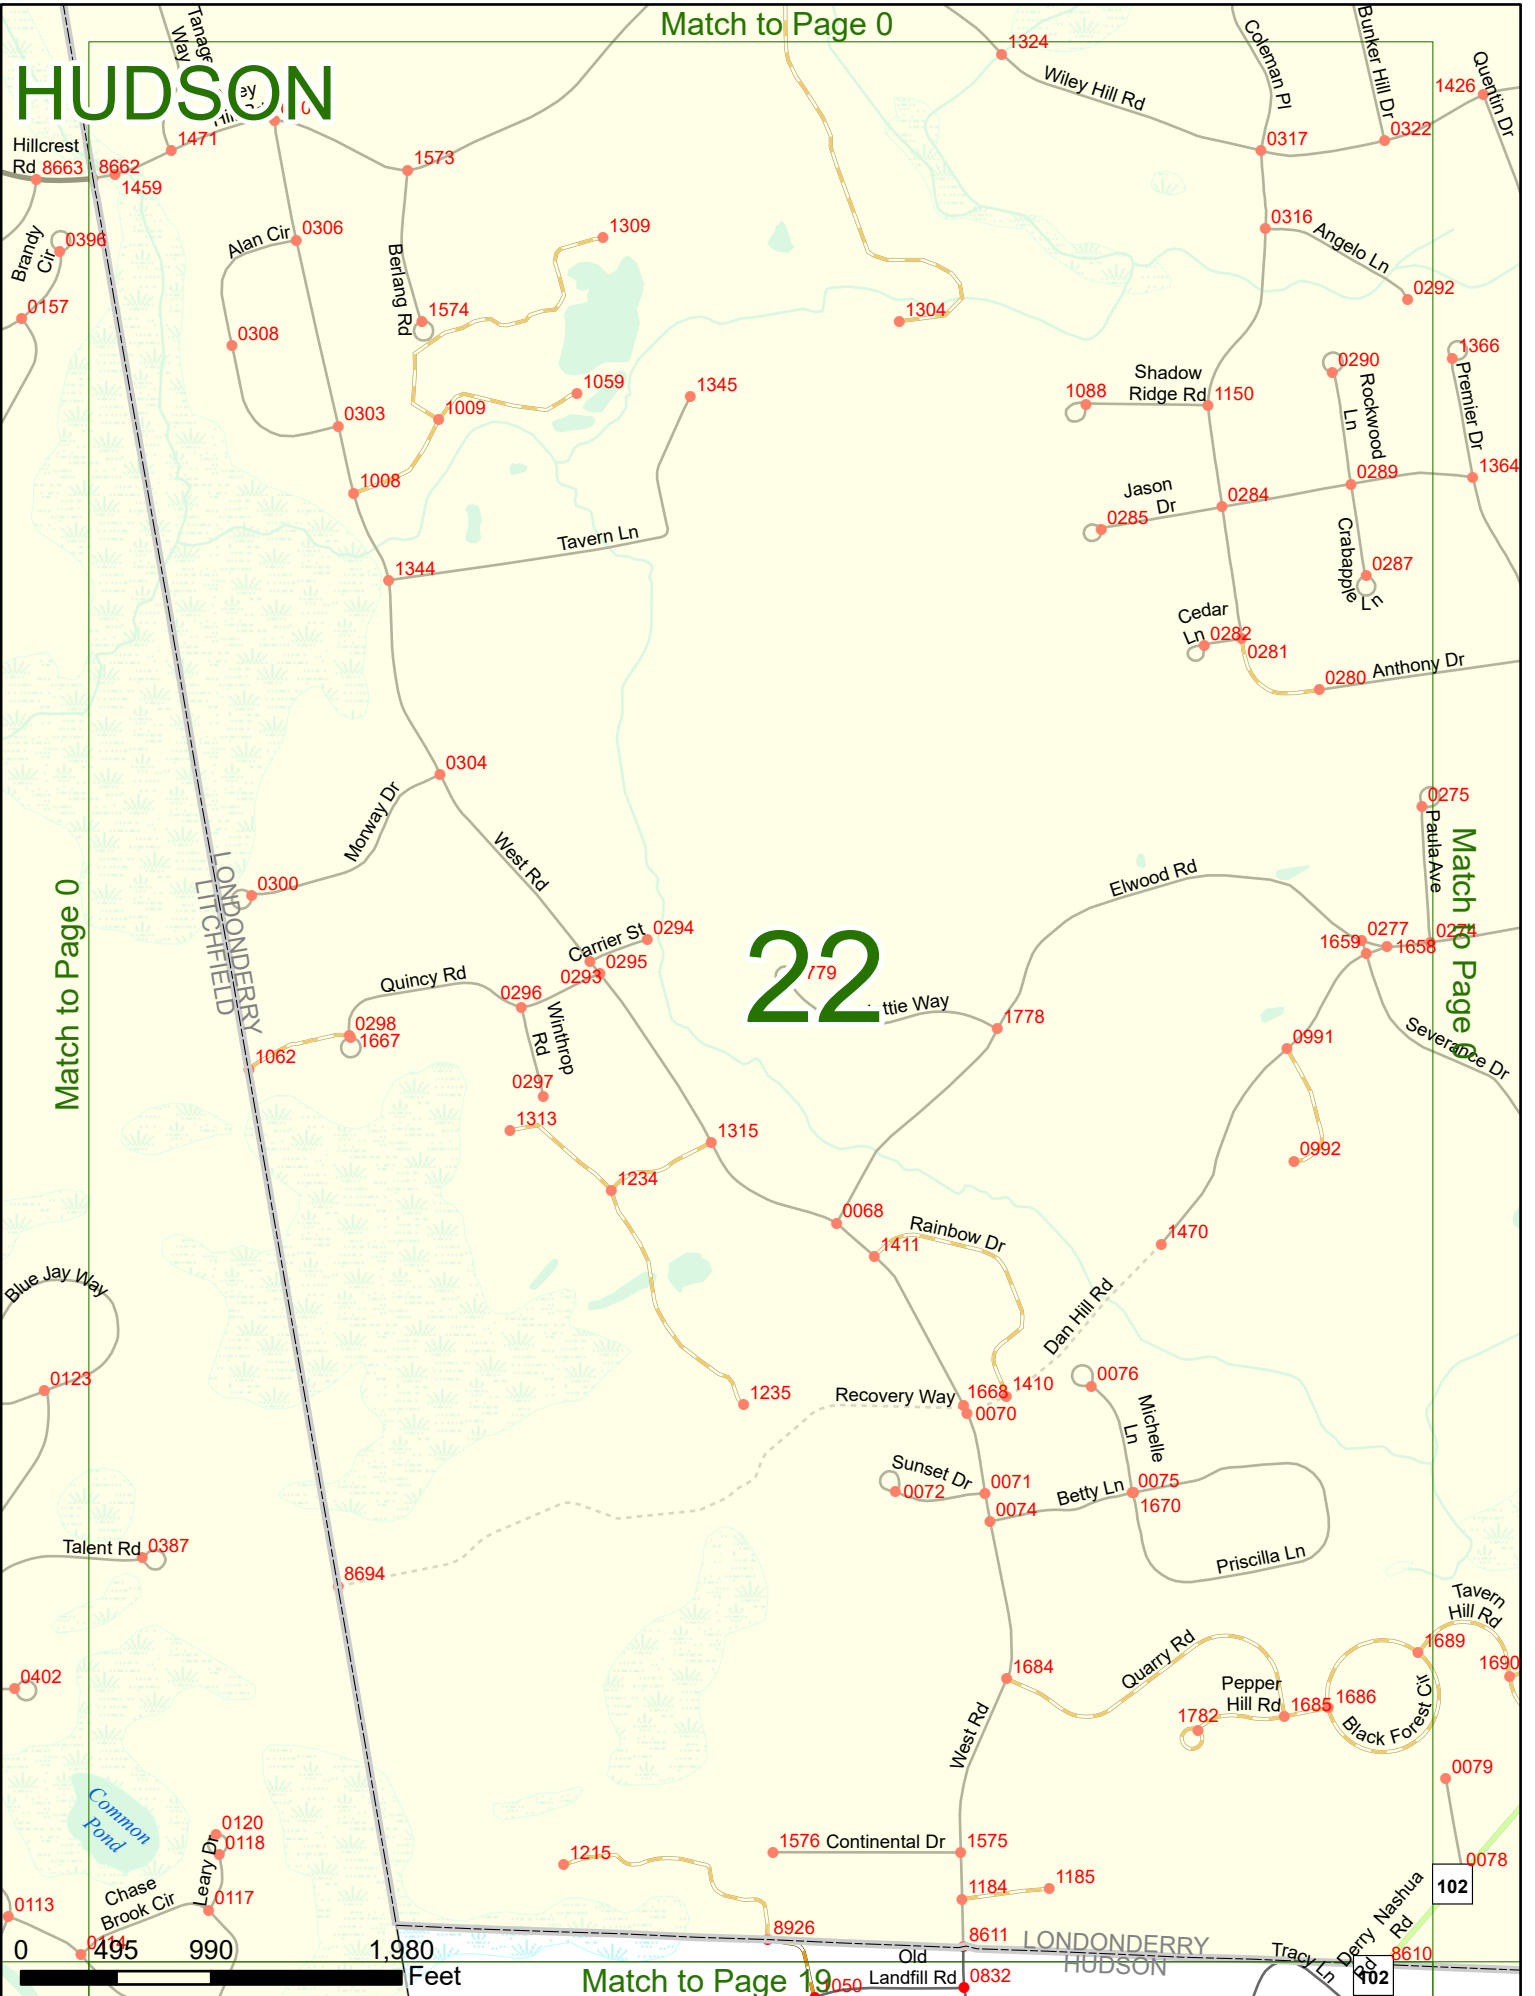 Match to Page 0
HUDSON
Way
1324
Coleman Pl
Bunker Hill Dr
Quentin Dr
Wiley Hill Rd
1426
0322
0317
Hillcrest
Rd
8663
8662
1471
1459
1573
0316
Angelo Ln
0292
Brandy
Cir
0396
Alan Cir
0306
Berlang Rd
1309
0157
1574
1304
0308
1059
1345
Shadow
Ridge Rd
1088
1150
0290
Rockwood
Ln
1366
Premier Dr
0303
1009
1008
0289
1364
Jason
Dr
0284
0285
Tavern Ln
1344
Crabapple
Ln
0287
Cedar
Ln
0282
0281
0280
Anthony Dr
0304
Morway Dr
West Rd
0275
Paula Ave
Match to Page 0
Match to Page 0
0300
LONDONDERRY
LITCHFIELD
Elwood Rd
Carrier St
0294
0295
0293
22
0277
1659
1658
0274
Quincy Rd
0296
Winthrop
Rd
779
ttie Way
1778
0298
1667
1062
0991
Severance Dr
0297
1313
1315
0992
1234
0068
Rainbow Dr
1411
1470
Blue Jay Way
Dan Hill Rd
0123
1235
Recovery Way
1668
1410
0070
0076
Michelle
Ln
Sunset Dr
0072
0071
0074
Betty Ln
0075
1670
Priscilla Ln
Talent Rd
0387
8694
Tavern
Hill Rd
0402
1684
Quarry Rd
1689
1690
Pepper
Hill Rd
1782
1685
1686
Black Forest Cir
West Rd
0079
Common
Pond
0120
0118
Leary Dr
1215
1576
Continental Dr
1575
0078
102
Chase
Brook Cir
0113
0117
1184
1185
Derry Nashua
Rd
0114
8926
8611
LONDONDERRY
HUDSON
8610
0
495
990
1,980
Feet
Match to Page 19
Old
Landfill Rd
0832
Tracy Ln
Rd
102